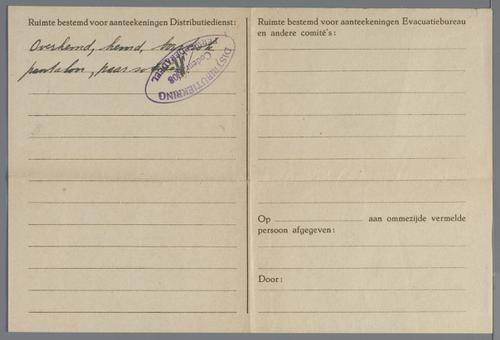 Ruimte bestemd voor aanteekeningen Distributiedienst:
Overhemd, hemd,
pantalon, paar
DISTRIBUTIEKRING
Ruimte bestemd voor aanteekeningen Evacuatiebureau
en andere comité's:
Op aan ommezijde vermelde
persoon afgegeven:
Door: